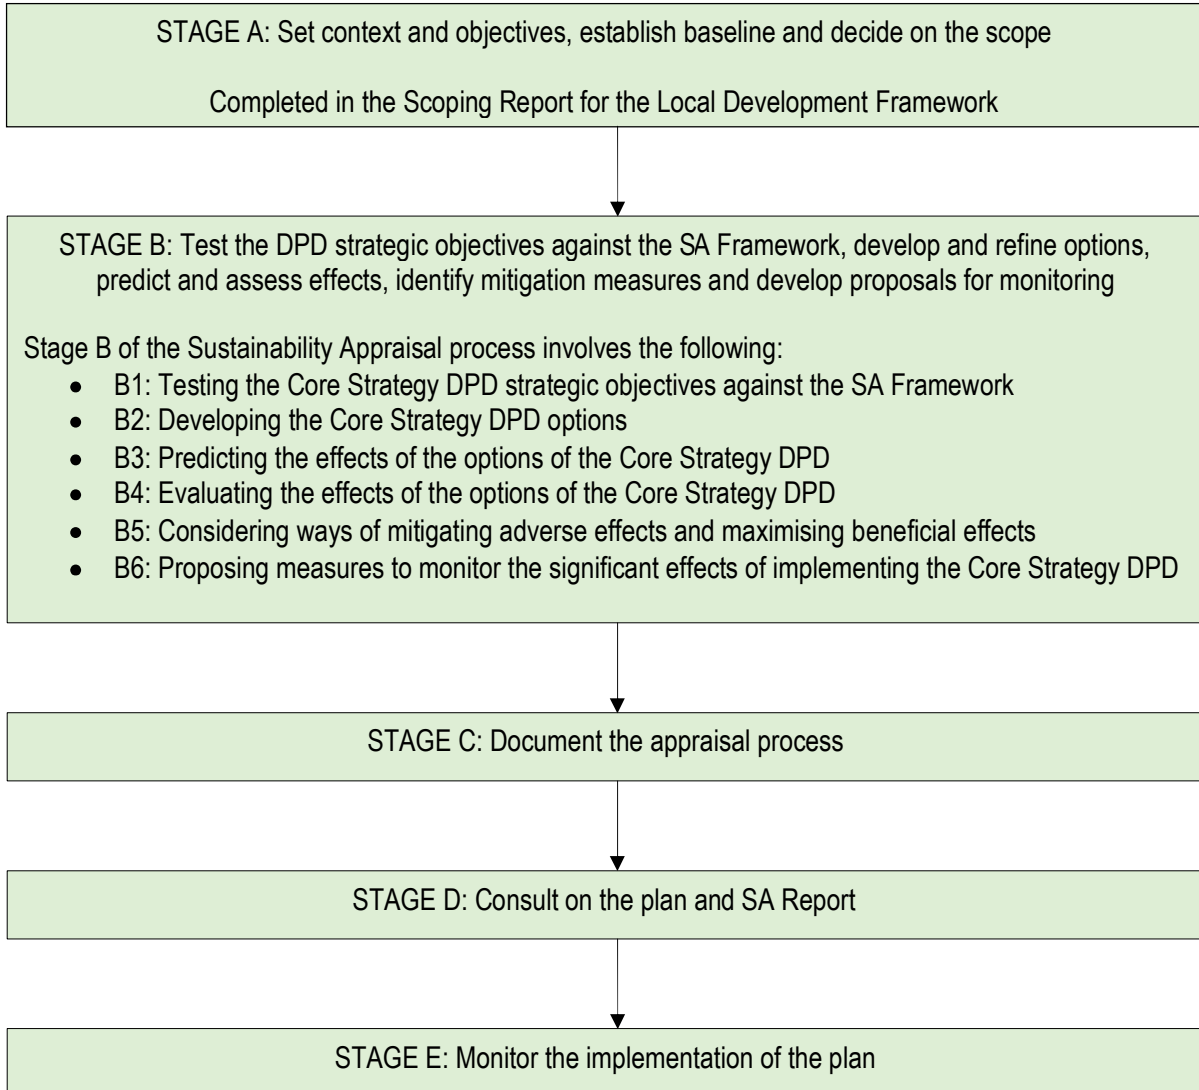 STAGE A: Set context and objectives, establish baseline and decide on the scope
Completed in the Scoping Report for the Local Development Framework
STAGE B: Test the DPD strategic objectives against the SA Framework, develop and refine options,
predict and assess effects, identify mitigation measures and develop proposals for monitoring
Stage B of the Sustainability Appraisal process involves the following:
• B1: Testing the Core Strategy DPD strategic objectives against the SA Framework
• B2: Developing the Core Strategy DPD options
• B3: Predicting the effects of the options of the Core Strategy DPD
• B4: Evaluating the effects of the options of the Core Strategy DPD
• B5: Considering ways of mitigating adverse effects and maximising beneficial effects
• B6: Proposing measures to monitor the significant effects of implementing the Core Strategy DPD
STAGE C: Document the appraisal process
STAGE D: Consult on the plan and SA Report
STAGE E: Monitor the implementation of the plan